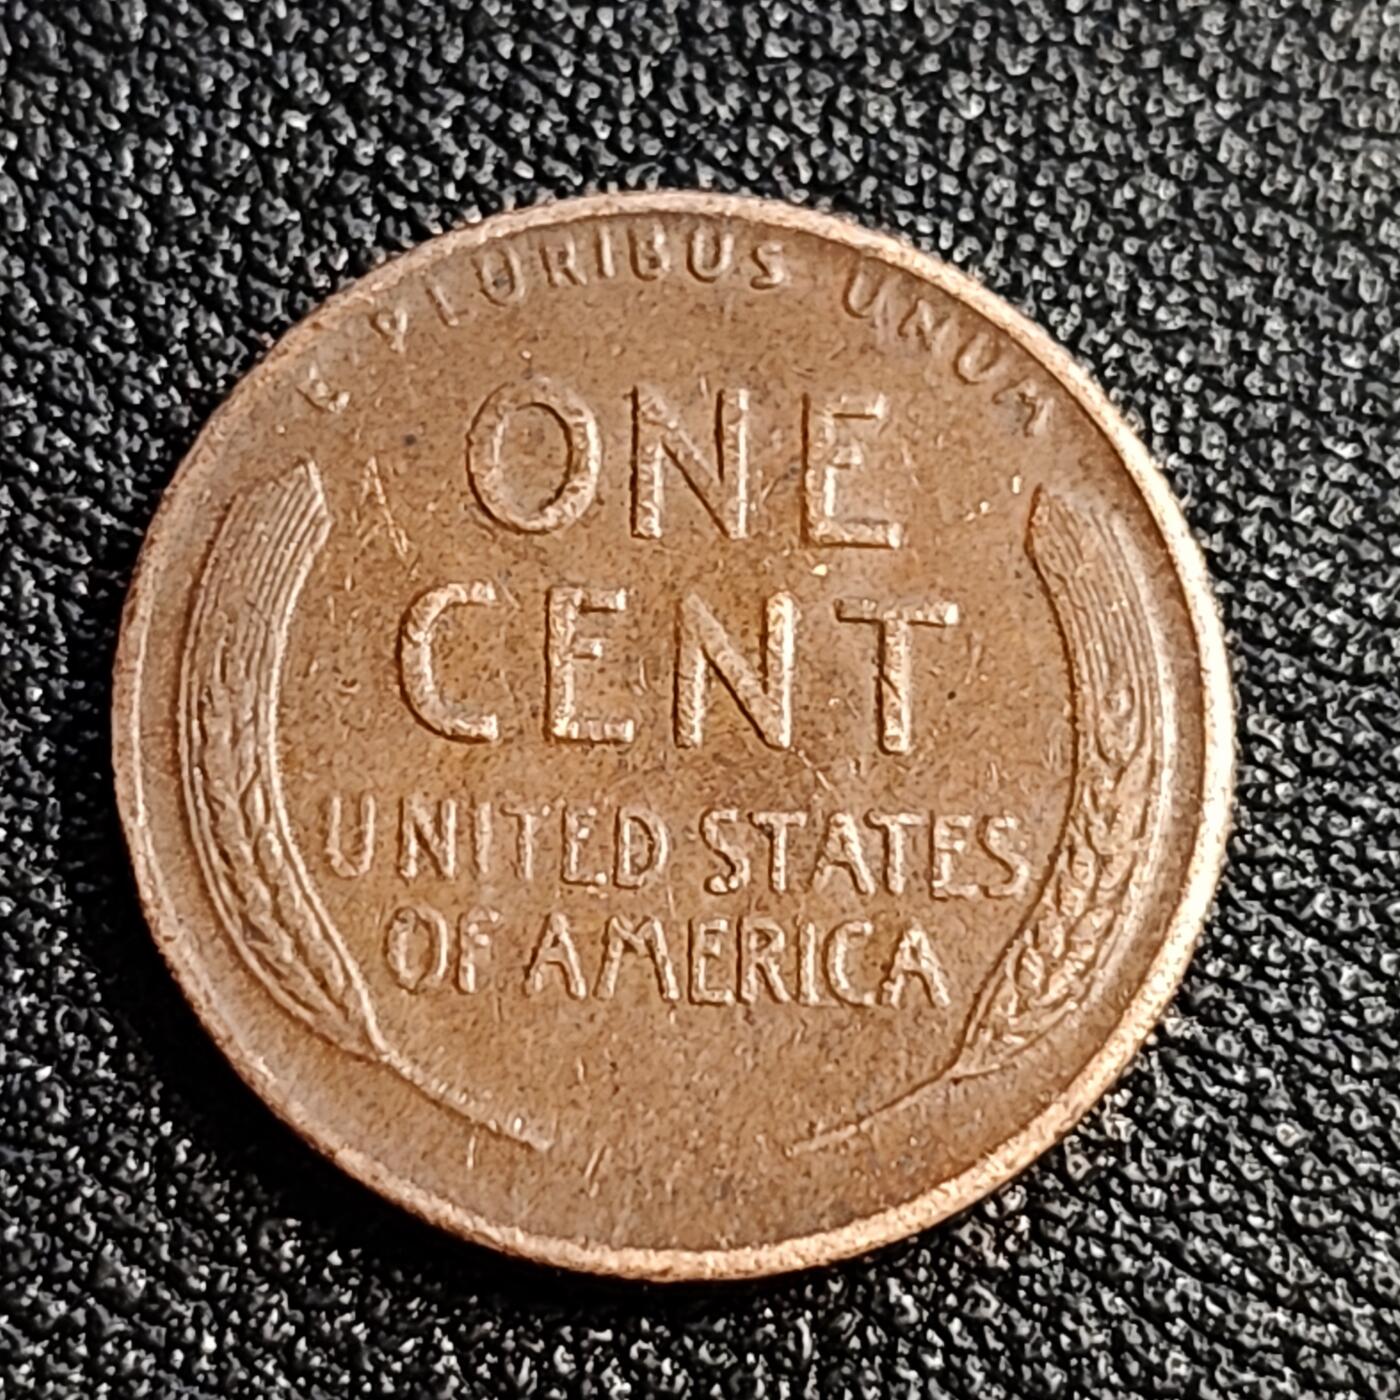 E PLURIBUS UNUM
ONE
CENT
UNITED STATES
OF AMERICA